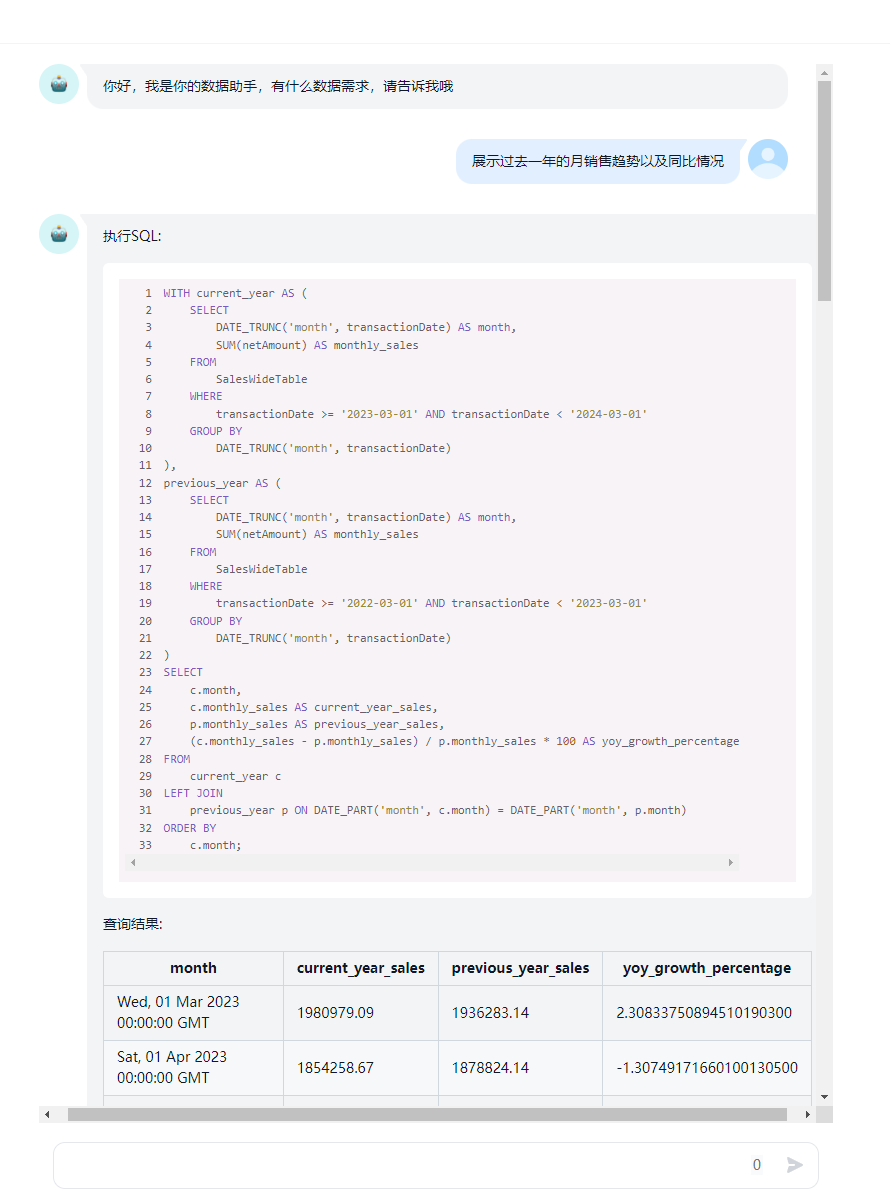 你好，我是你的数据助手，有什么数据需求，请告诉我哦
展示过去一年的月销售趋势以及同比情况
执行SQL:
1 WITH current_year AS (
2     SELECT
3         DATE_TRUNC('month', transactionDate) AS month,
4         SUM(netAmount) AS monthly_sales
5     FROM
6         SalesWideTable
7     WHERE
8         transactionDate >= '2023-03-01' AND transactionDate < '2024-03-01'
9     GROUP BY
10         DATE_TRUNC('month', transactionDate)
11 ),
12 previous_year AS (
13     SELECT
14         DATE_TRUNC('month', transactionDate) AS month,
15         SUM(netAmount) AS monthly_sales
16     FROM
17         SalesWideTable
18     WHERE
19         transactionDate >= '2022-03-01' AND transactionDate < '2023-03-01'
20     GROUP BY
21         DATE_TRUNC('month', transactionDate)
22 )
23 SELECT
24     c.month,
25     c.monthly_sales AS current_year_sales,
26     p.monthly_sales AS previous_year_sales,
27     (c.monthly_sales - p.monthly_sales) / p.monthly_sales * 100 AS yoy_growth_percentage
28 FROM
29     current_year c
30 LEFT JOIN
31     previous_year p ON DATE_PART('month', c.month) = DATE_PART('month', p.month)
32 ORDER BY
33     c.month;
查询结果:
month current_year_sales previous_year_sales yoy_growth_percentage
Wed, 01 Mar 2023
00:00:00 GMT 1980979.09 1936283.14 2.30833750894510190300
Sat, 01 Apr 2023
00:00:00 GMT 1854258.67 1878824.14 -1.30749171660100130500
0